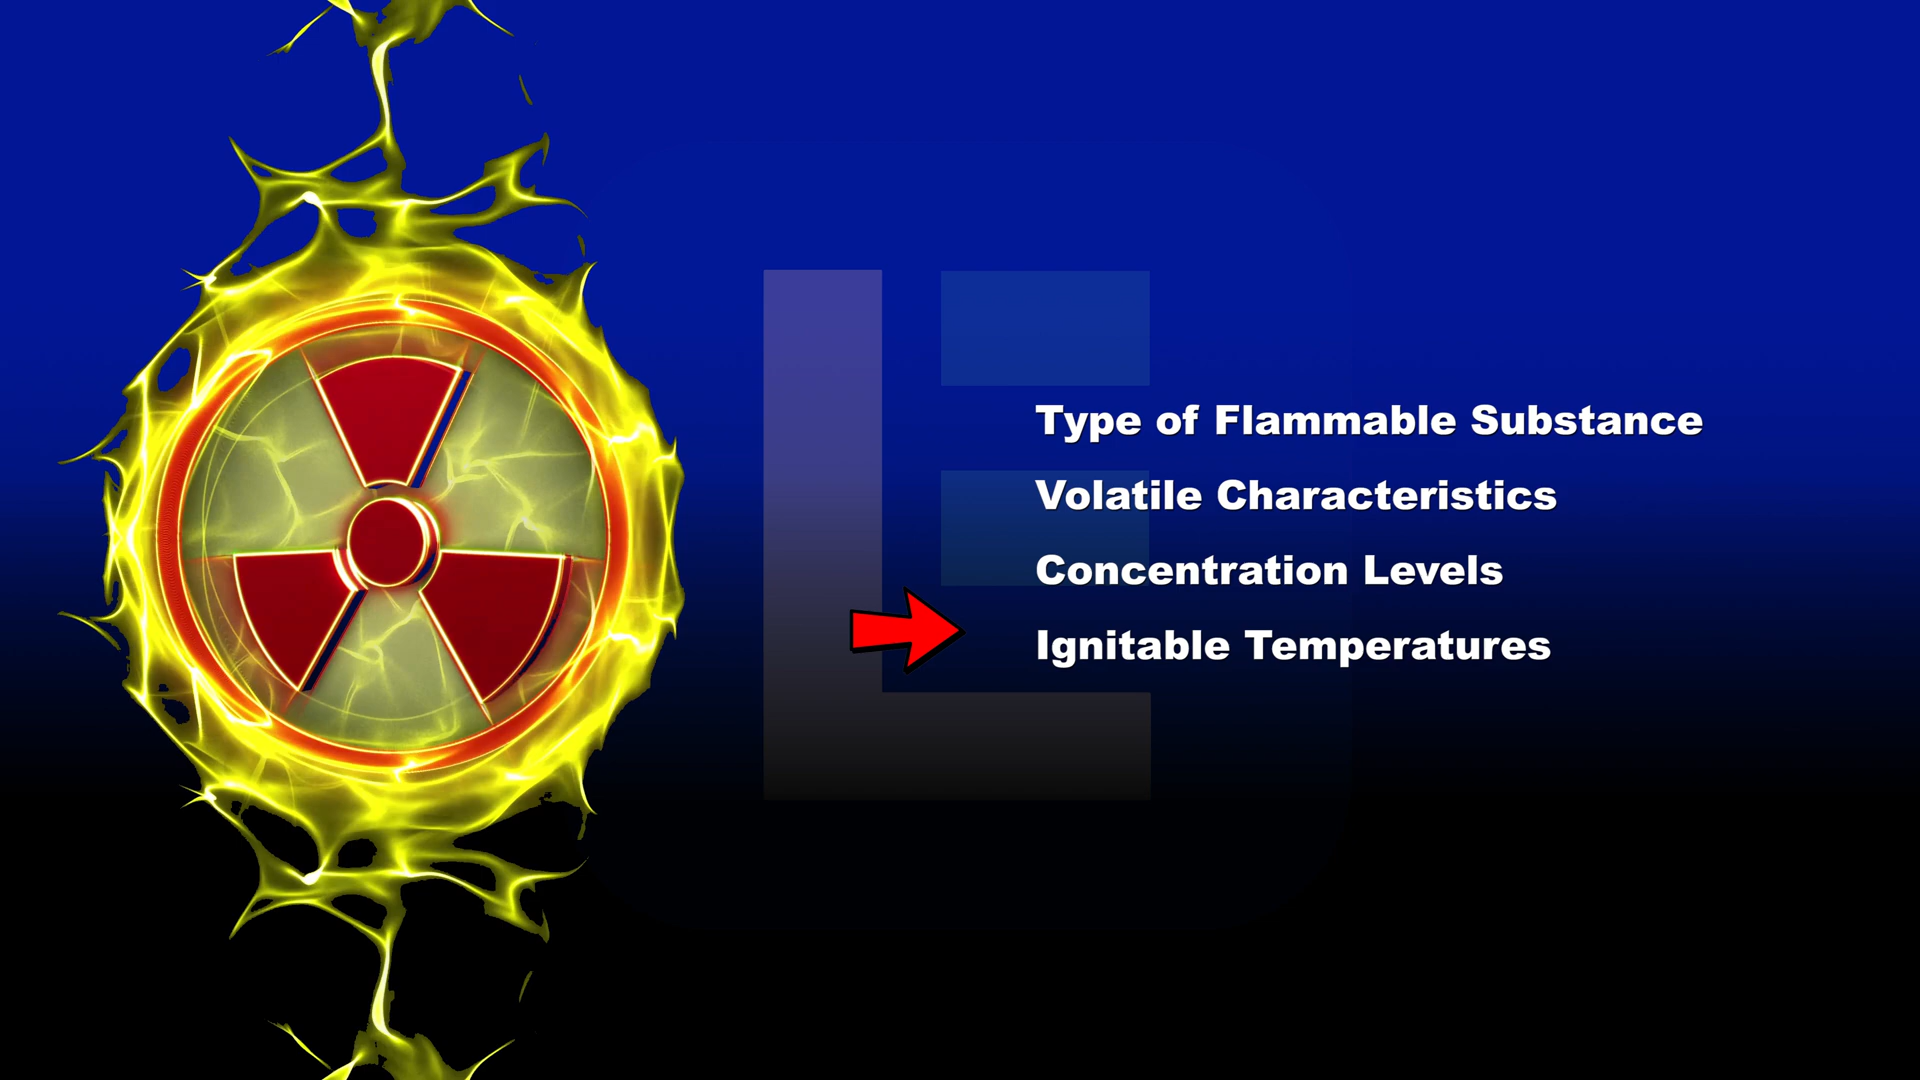 Type of Flammable Substance
Volatile Characteristics
Concentration Levels
Ignitable Temperatures